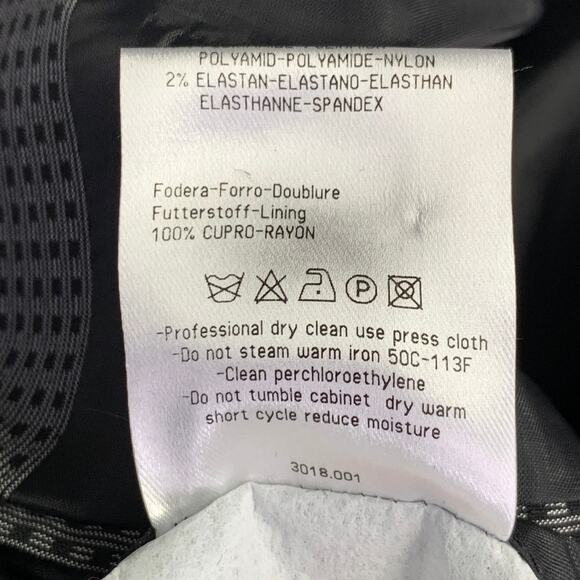 POLYAMID-POLYAMIDE-NYLON
2% ELASTAN-ELASTANO-ELASTHAN
ELASTHANNE-SPANDEX
Fodera-Forro-Doublure
Futterstoff-Lining
100% CUPRO-RAYON
P
-Professional dry clean use press cloth
-Do not steam warm iron 50C-113F
-Clean perchloroethylene
-Do not tumble cabinet dry warm
short cycle reduce moisture
3018.001